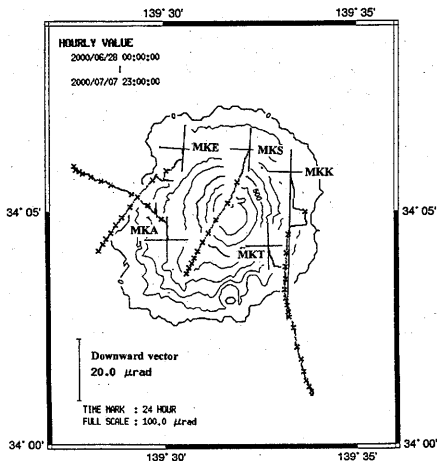 139° 30'
139° 35'
HOURLY VALUE
2000/06/28 00:00:00
2000/07/07 23:00:00
0
MKE
MKS
MKK
600
34° 05'
34° 05'
MKA
MKT
Downward vector
20.0 μrad
TIME MARK : 24 HOUR
FULL SCALE : 100.0 μrad
34° 00'
34° 00'
139° 30'
139° 35'